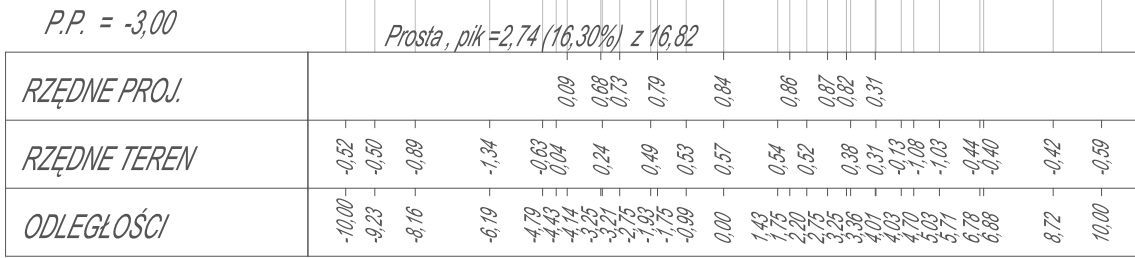 P.P. = -3,00
Prosta , pik =2,74 (16,30%) z 16,82
RZĘDNE PROJ. 0,09 0,68 0,73 0,79 0,84 0,86 0,87 0,82 0,31
RZĘDNE TEREN -0,52 -0,50 -0,89 -1,34 -0,63 0,04 0,24 0,49 0,53 0,57 0,54 0,52 0,38 0,31 -0,13 -1,08 -1,03 -0,44 -0,40 -0,42 -0,59
ODLEGŁOŚCI -10,00 -9,23 -8,16 -6,19 -4,79 -4,43 -4,14 -3,25 -3,21 -2,75 -1,93 -1,75 -0,99 0,00 1,43 1,75 2,20 2,75 3,25 3,36 4,01 4,03 4,70 5,03 5,71 6,78 6,88 8,72 10,00